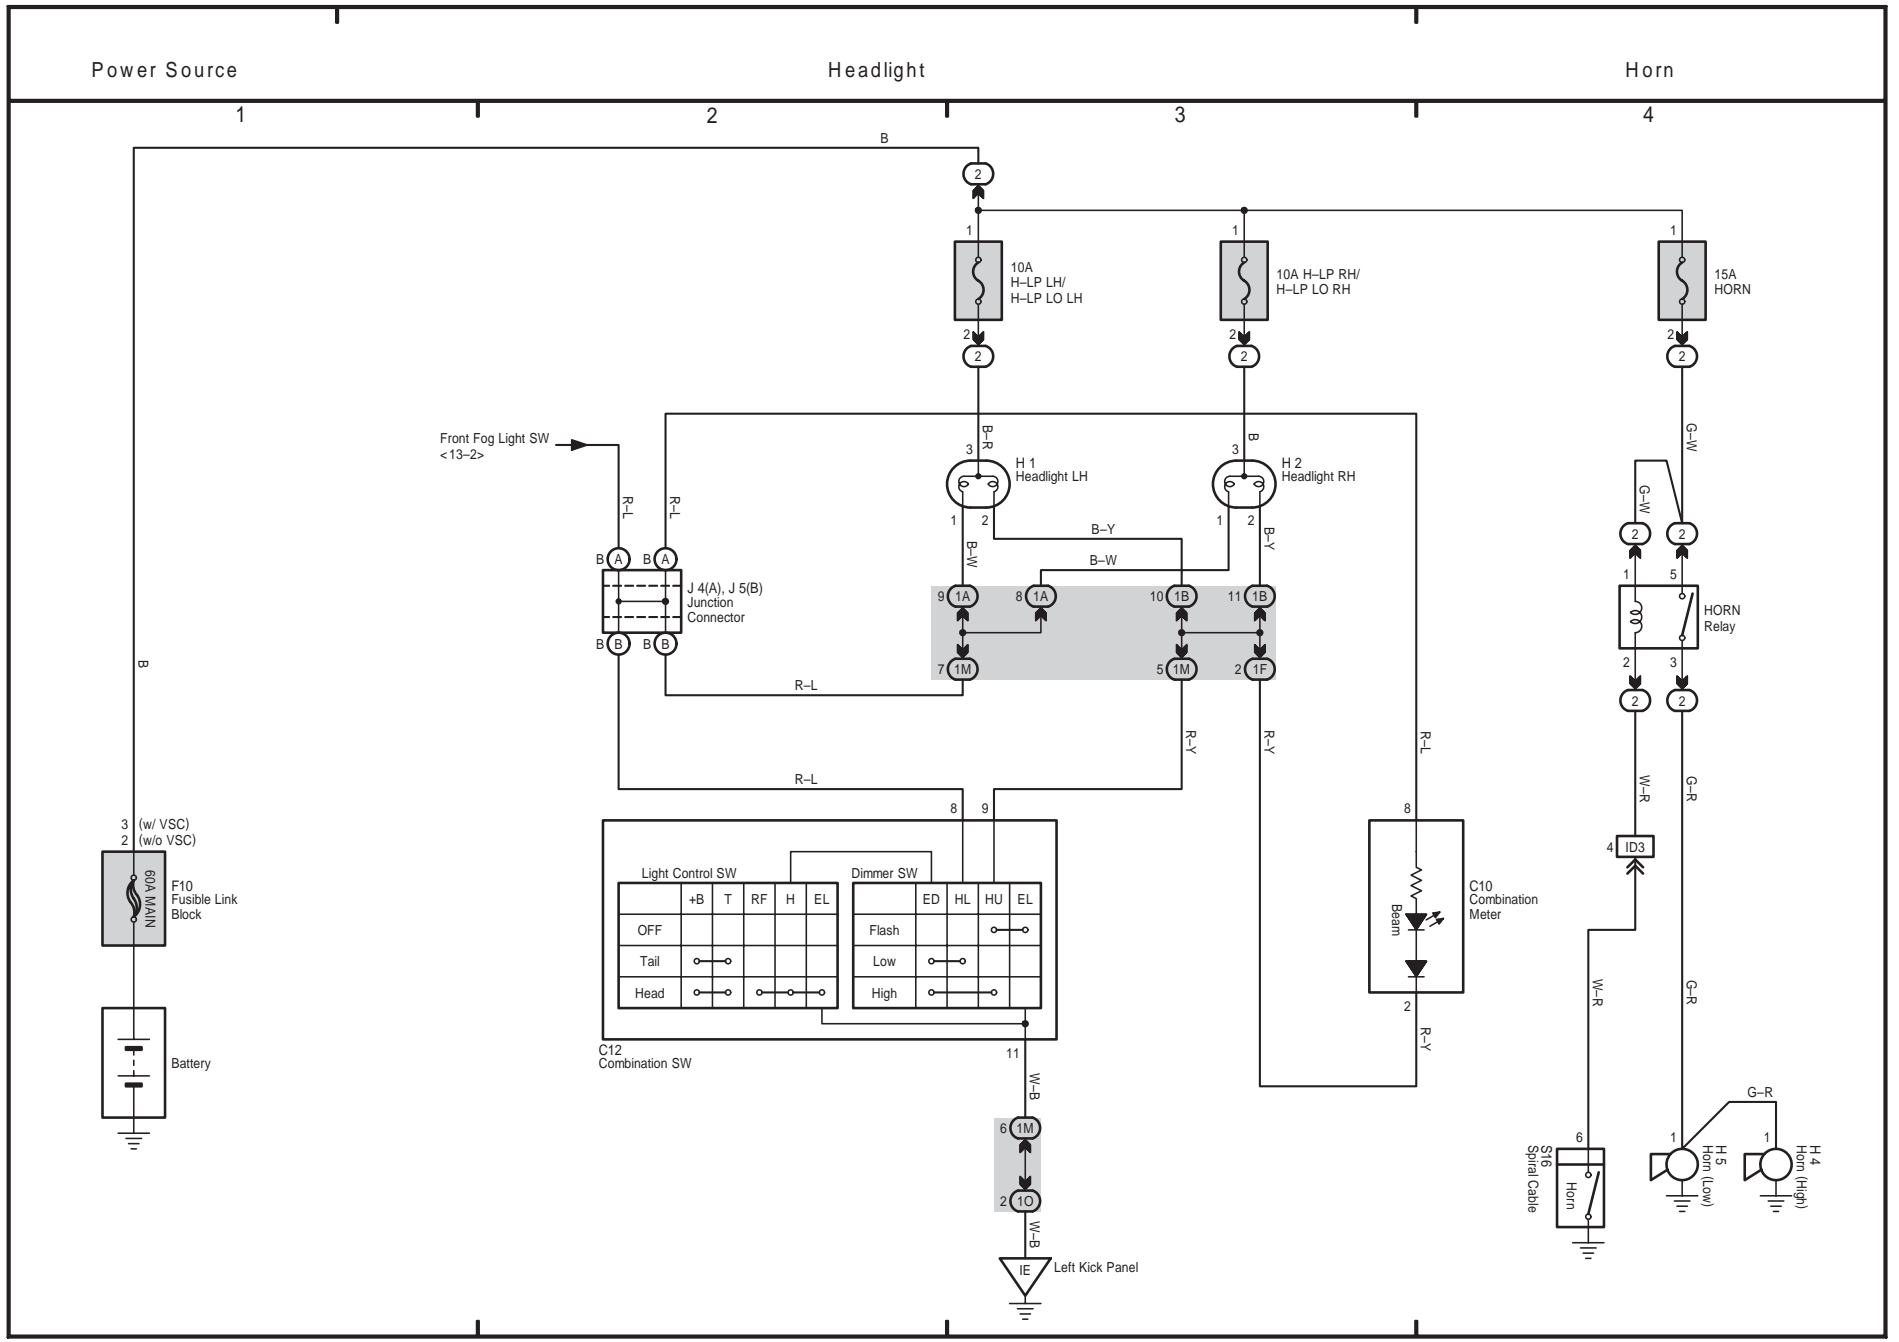 Power Source
Headlight
Horn
1
2
3
4
B
2
1
1
1
10A
H–LP LH/
H–LP LO LH
10A H–LP RH/
H–LP LO RH
15A
HORN
2
2
2
2
2
2
Front Fog Light SW
<13–2>
B–R
B
G–W
3
H 1
Headlight LH
3
H 2
Headlight RH
R–L
R–L
G–W
1
2
1
2
B–Y
B–W
B–W
B–Y
2
2
B
A
B
A
1
5
J 4(A), J 5(B)
Junction
Connector
9
1A
8
1A
10
1B
11
1B
HORN
Relay
B
B
B
B
7
1M
5
1M
2
1F
2
3
B
R–L
2
2
R–Y
R–Y
R–L
R–L
W–R
G–R
8
9
8
3
(w/ VSC)
2
(w/o VSC)
4
ID3
60A MAIN
F10
Fusible Link
Block
Light Control SW
Dimmer SW
+B
T
RF
H
EL
ED
HL
HU
EL
OFF
Flash
Tail
Low
Head
High
Beam
C10
Combination
Meter
W–R
G–R
2
R–Y
C12
Combination SW
11
Battery
W–B
G–R
6
1M
6
1
1
S16
Spiral Cable
Horn
H 5
Horn (Low)
H 4
Horn (High)
2
1O
W–B
IE
Left Kick Panel